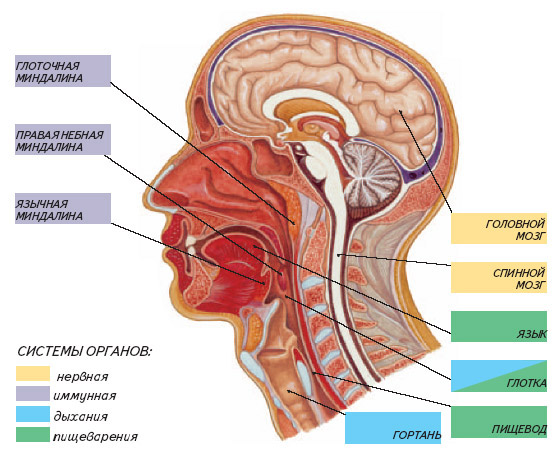 ГЛОТОЧНАЯ
МИНДАЛИНА
ПРАВАЯ НЕБНАЯ
МИНДАЛИНА
ЯЗЫЧНАЯ
МИНДАЛИНА
ГОЛОВНОЙ
МОЗГ
СПИННОЙ
МОЗГ
ЯЗЫК
ГЛОТКА
ПИЩЕВОД
ГОРТАНЬ
СИСТЕМЫ ОРГАНОВ:
нервная
иммунная
дыхания
пищеварения